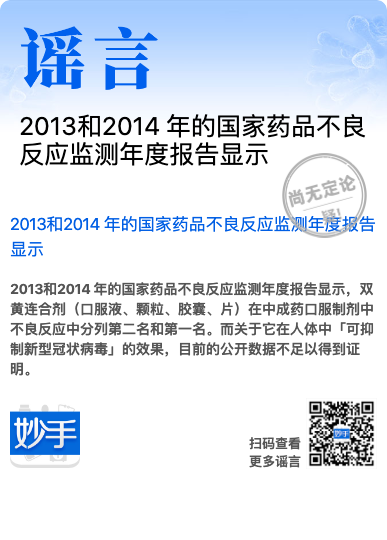 谣言
2013和2014 年的国家药品不良
反应监测年度报告显示
尚无定论
2013和2014 年的国家药品不良反应监测年度报告
显示
2013和2014 年的国家药品不良反应监测年度报告显示，双
黄连合剂（口服液、颗粒、胶囊、片）在中成药口服制剂中
不良反应中分列第二名和第一名。而关于它在人体中「可抑
制新型冠状病毒」的效果，目前的公开数据不足以得到证
明。
妙手
扫码查看
更多谣言
妙手